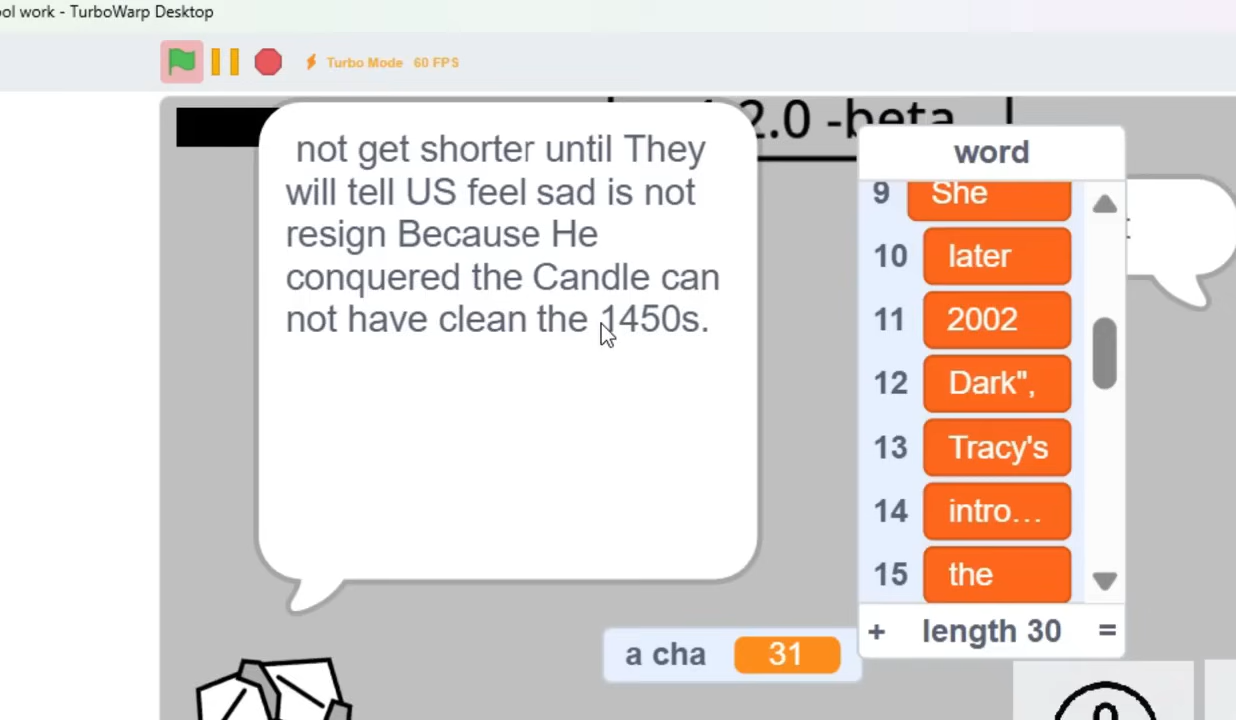 ool work - TurboWarp Desktop
Turbo Mode 60 FPS
2.0 -beta
not get shorter until They
will tell US feel sad is not
resign Because He
conquered the Candle can
not have clean the 1450s.
word
9 She
10 later
11 2002
12 Dark",
13 Tracy's
14 intro…
15 the
+ length 30 =
a cha 31